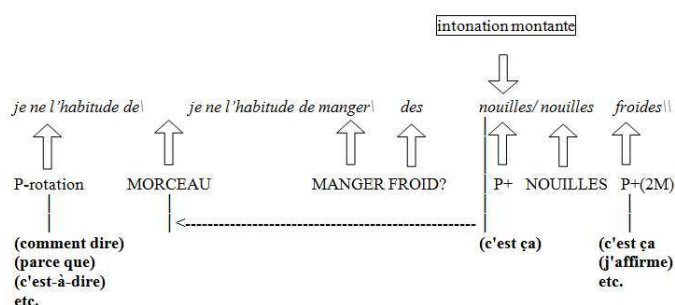 intonation montante
je ne l’habitude de\ je ne l’habitude de manger\ des nouilles/ nouilles froides\\
P-rotation MORCEAU MANGER FROID? P+ NOUILLES P+(2M)
(comment dire) (c'est ça) (c'est ça
(parce que) (j'affirme)
(c'est-à-dire) etc.
etc.